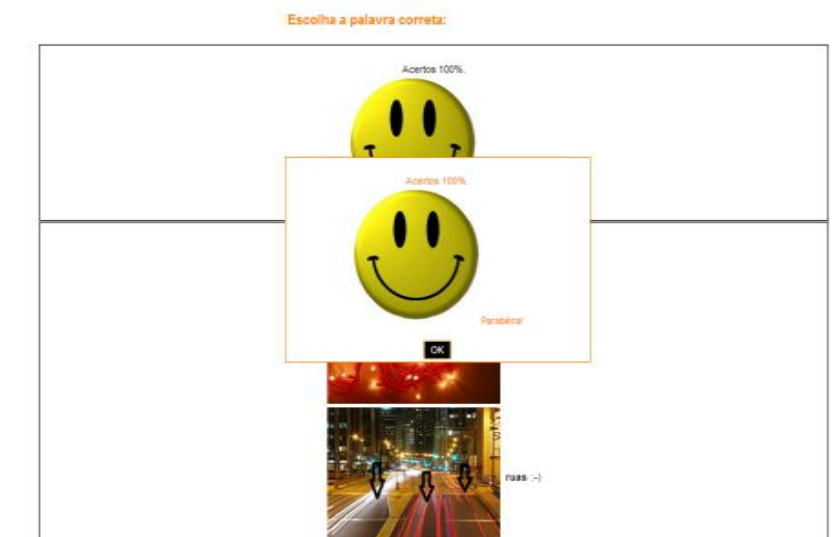 Escolha a palavra correta:
Acertos 100%.
Acertos 100%.
Parabéns!
OK
ruas :-)